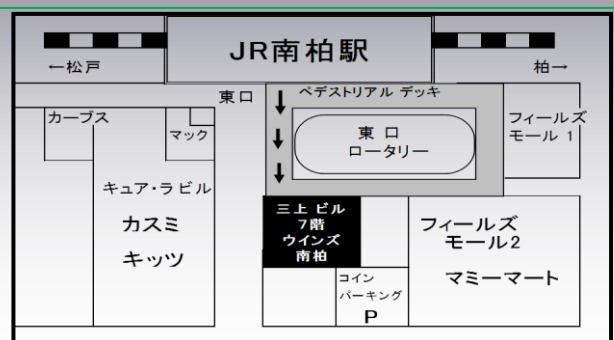 JR南柏駅
←松戸
柏→
東口
ペデストリアル デッキ
カーブス
マック
東 口
ロータリー
フィールズ
モール 1
キュア・ラビル
カスミ
キッツ
三上 ビル
7階
ウインズ
南柏
フィールズ
モール2
マミーマート
コイン
パーキング
P